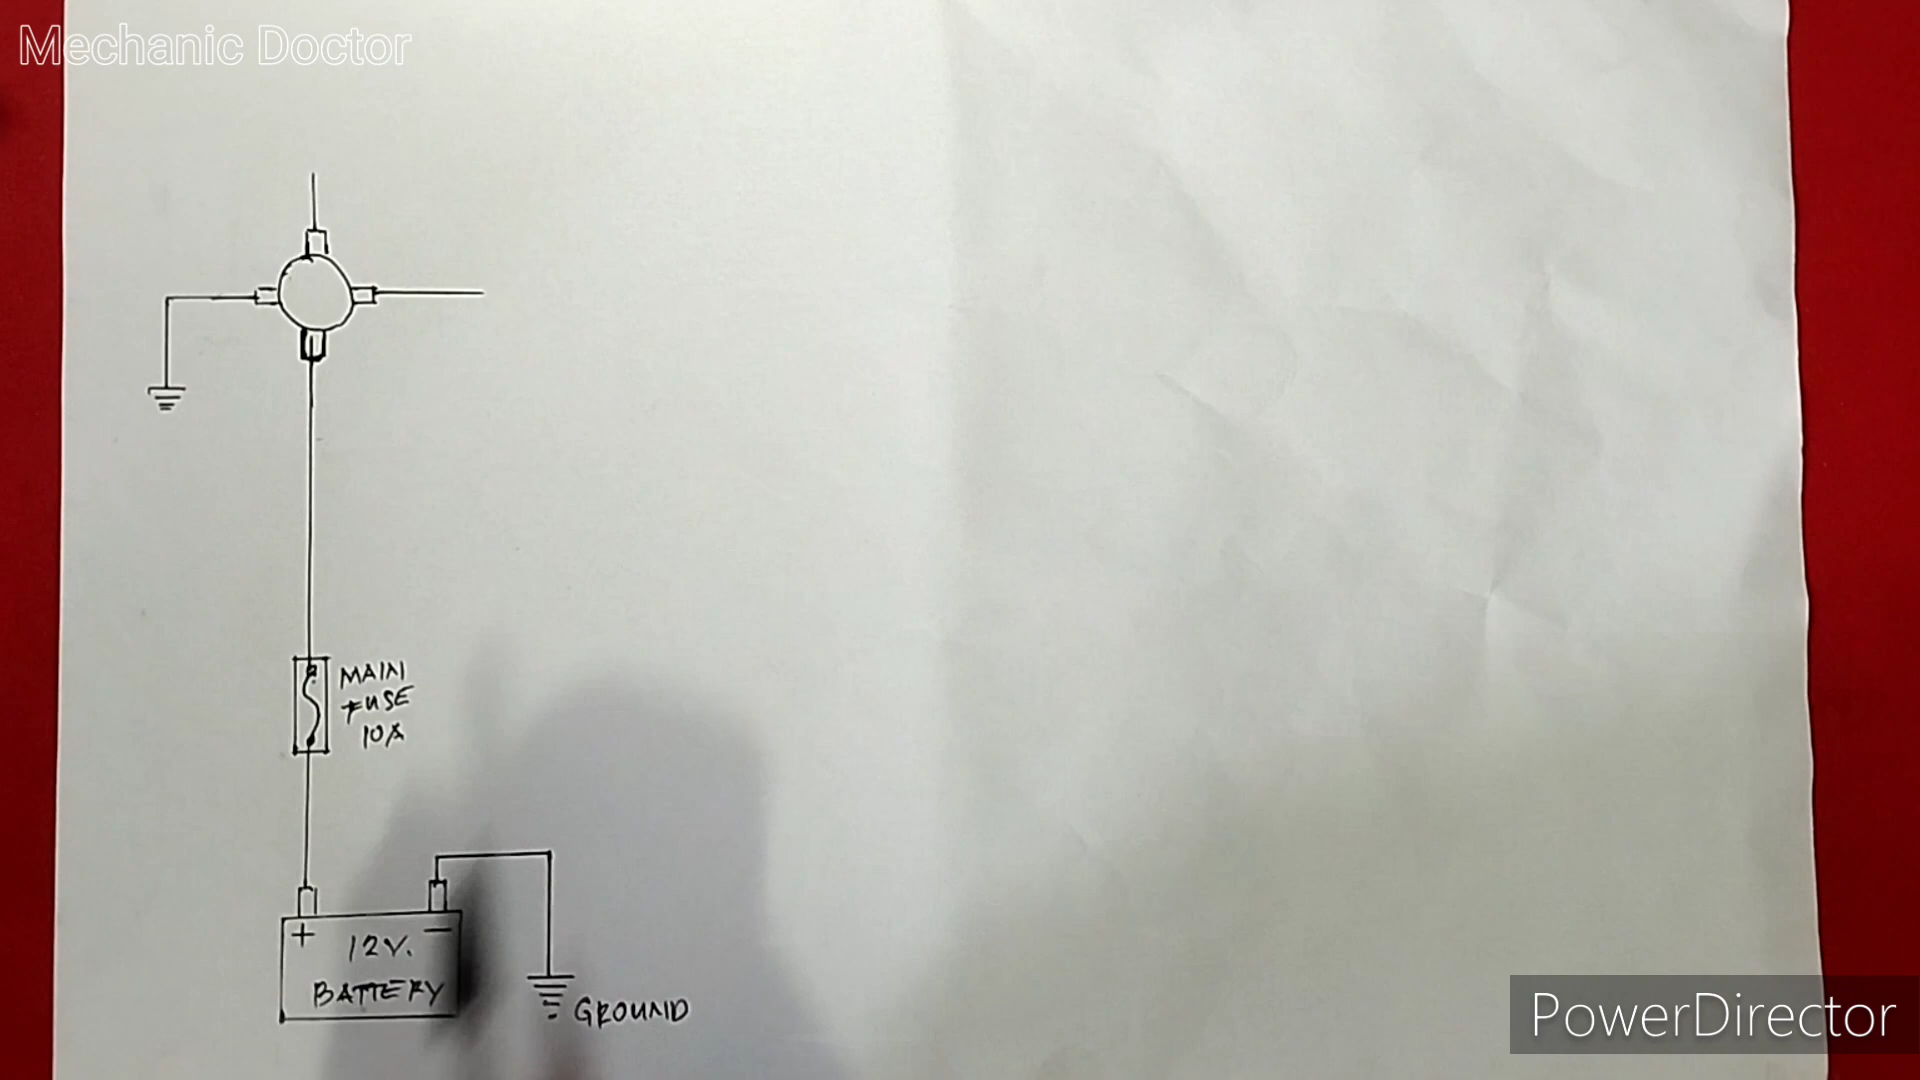 Mechanic Doctor
MAIN
FUSE
10A
+
−
12V.
BATTERY
GROUND
PowerDirector